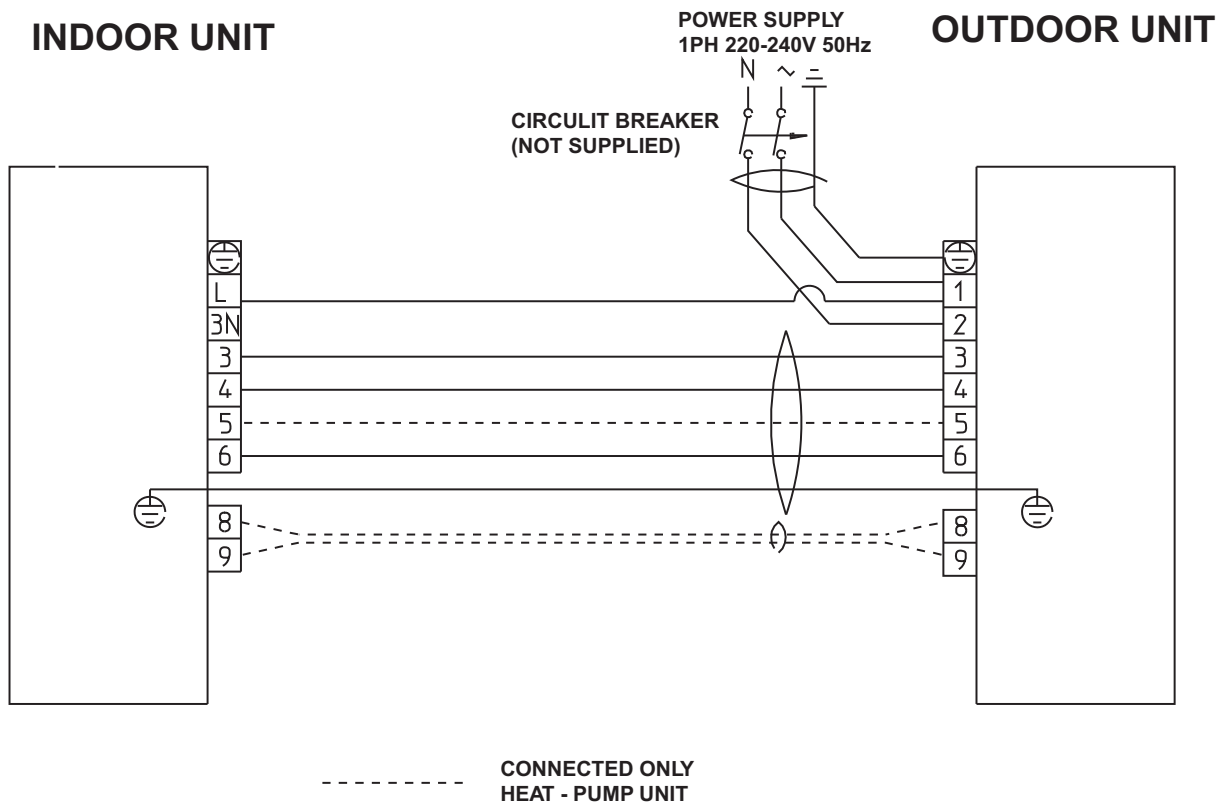 INDOOR UNIT
POWER SUPPLY
1PH 220-240V 50Hz
OUTDOOR UNIT
N ~
CIRCULIT BREAKER
(NOT SUPPLIED)
L
3N
3
4
5
6
8
9
1
2
3
4
5
6
8
9
CONNECTED ONLY
HEAT - PUMP UNIT